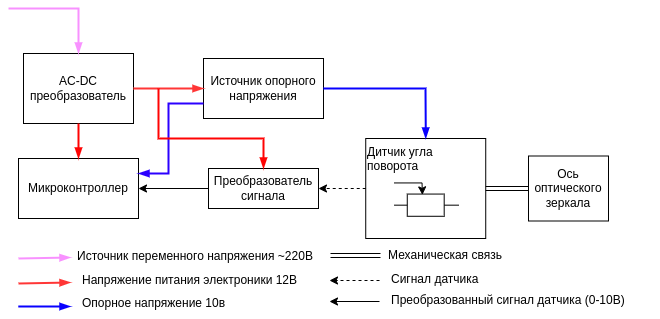 AC-DC
преобразователь
Источник опорного
напряжения
Датчик угла
поворота
Ось
оптического
зеркала
Микроконтроллер
Преобразователь
сигнала
Источник переменного напряжения ~220В
Напряжение питания электроники 12В
Опорное напряжение 10в
Механическая связь
Сигнал датчика
Преобразованный сигнал датчика (0-10В)